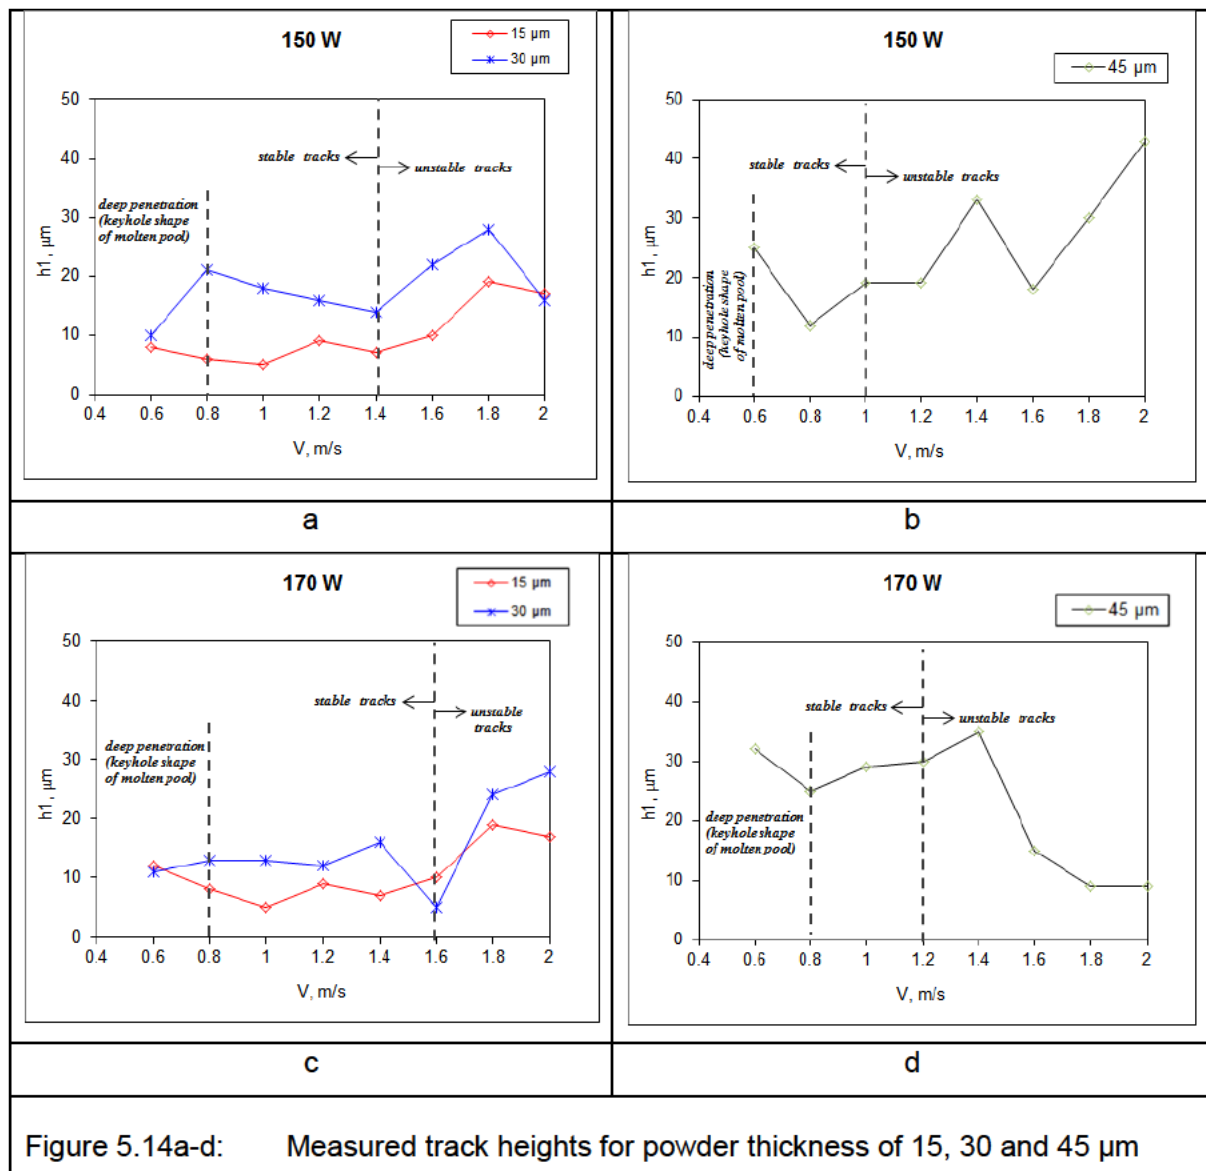 150 W
15 µm
30 µm
50
40
30
20
10
0
h1, µm
stable tracks
unstable tracks
deep penetration
(keyhole shape
of molten pool)
0.4 0.6 0.8 1 1.2 1.4 1.6 1.8 2
V, m/s
a
150 W
45 µm
50
40
30
20
10
0
h1, µm
stable tracks
unstable tracks
deep penetration
(keyhole shape
of molten pool)
0.4 0.6 0.8 1 1.2 1.4 1.6 1.8 2
V, m/s
b
170 W
15 µm
30 µm
50
40
30
20
10
0
h1, µm
stable tracks
unstable
tracks
deep penetration
(keyhole shape
of molten pool)
0.4 0.6 0.8 1 1.2 1.4 1.6 1.8 2
V, m/s
c
170 W
45 µm
50
40
30
20
10
0
h1, µm
stable tracks
unstable tracks
deep penetration
(keyhole shape
of molten pool)
0.4 0.6 0.8 1 1.2 1.4 1.6 1.8 2
V, m/s
d
Figure 5.14a-d: Measured track heights for powder thickness of 15, 30 and 45 µm